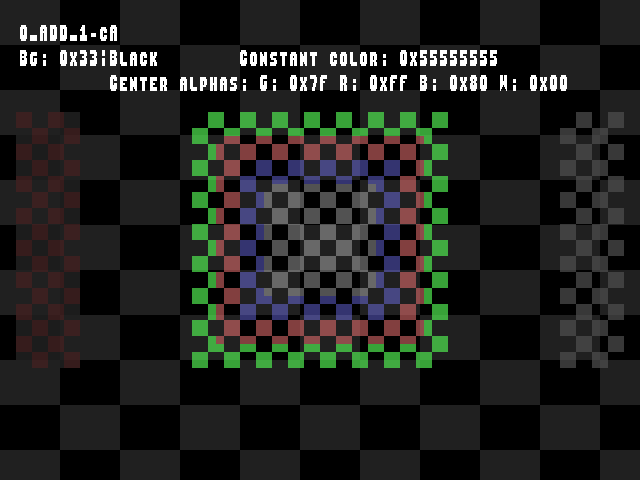 0_ADD_1-cA
Bg: 0x33¦Black Constant color: 0x55555555
Center alphas: G: 0x7f R: 0xff B: 0x80 W: 0x00